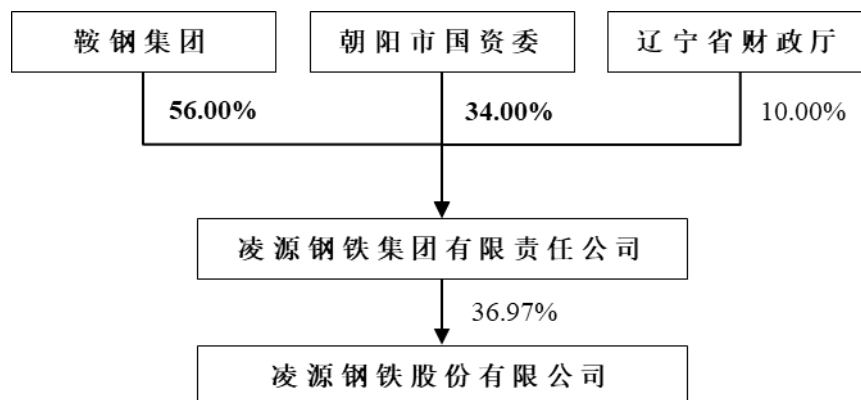 鞍钢集团 朝阳市国资委 辽宁省财政厅
56.00% 34.00% 10.00%
凌源钢铁集团有限责任公司
36.97%
凌源钢铁股份有限公司